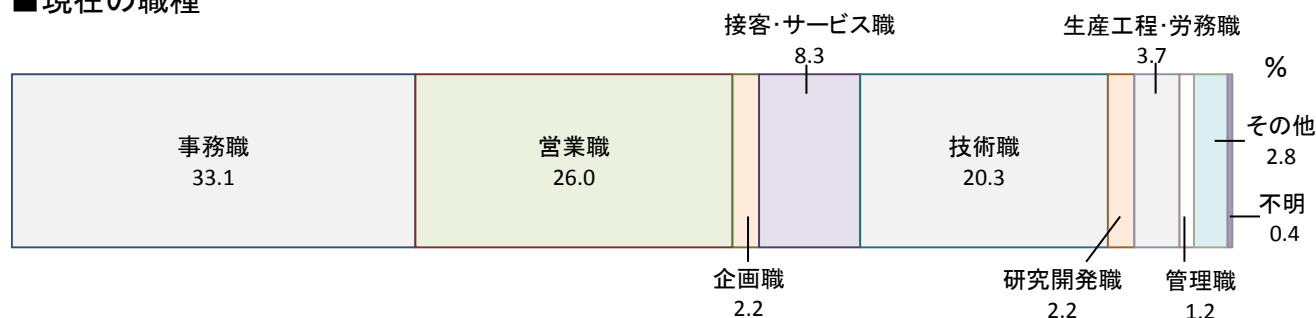 ■現在の職種
接客・サービス職
8.3
生産工程・労務職
3.7
%
事務職
33.1
営業職
26.0
技術職
20.3
その他
2.8
不明
0.4
企画職
2.2
研究開発職
2.2
管理職
1.2